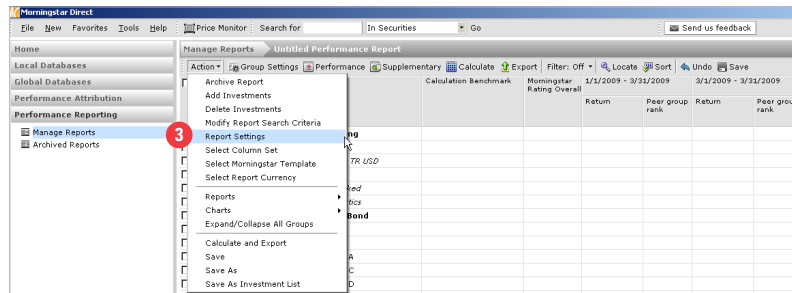 Morningstar Direct
File New Favorites Tools Help Price Monitor Search for In Securities Go Send us feedback
Home
Local Databases
Global Databases
Performance Attribution
Performance Reporting
Manage Reports
Archived Reports
Manage Reports Untitled Performance Report
Action Group Settings Performance Supplementary Calculate Export Filter: Off Locate Sort Undo Save
Calculation Benchmark Morningstar Rating Overall 1/1/2009 - 3/31/2009 3/1/2009 - 3/31/2009
Return Peer group rank Return Peer grou
rank
Archive Report
Add Investments
Delete Investments
Modify Report Search Criteria
3 Report Settings
Select Column Set
Select Morningstar Template
Select Report Currency
Reports
Charts
Expand/Collapse All Groups
Calculate and Export
Save
Save As
Save As Investment List
ng
TR USD
ked
tics
Bond
A
C
D